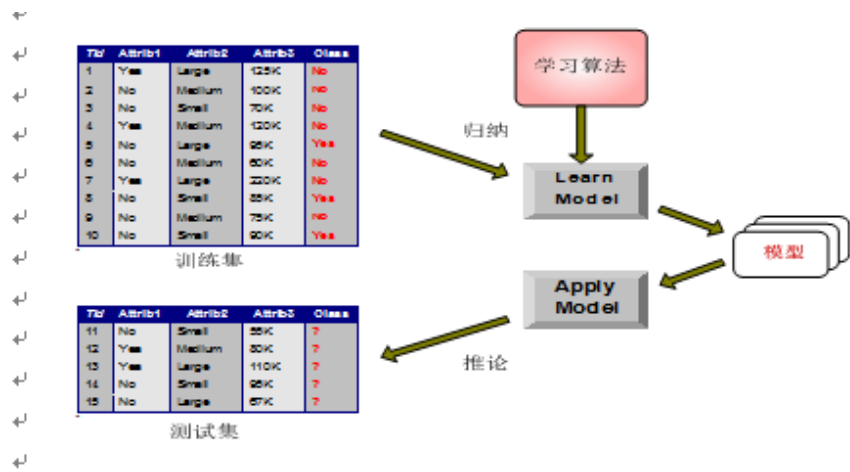 Tid Attrib1 Attrib2 Attrib3 Class
1 Yes Large 125K No
2 No Medium 100K No
3 No Small 70K No
4 Yes Medium 120K No
5 No Large 95K Yes
6 No Medium 60K No
7 Yes Large 220K No
8 No Small 85K Yes
9 No Medium 75K No
10 No Small 90K Yes
训练集
学习算法
归纳
Learn
Model
模型
Apply
Model
推论
Tid Attrib1 Attrib2 Attrib3 Class
11 No Small 55K ?
12 Yes Medium 80K ?
13 Yes Large 110K ?
14 No Small 95K ?
15 No Large 67K ?
测试集